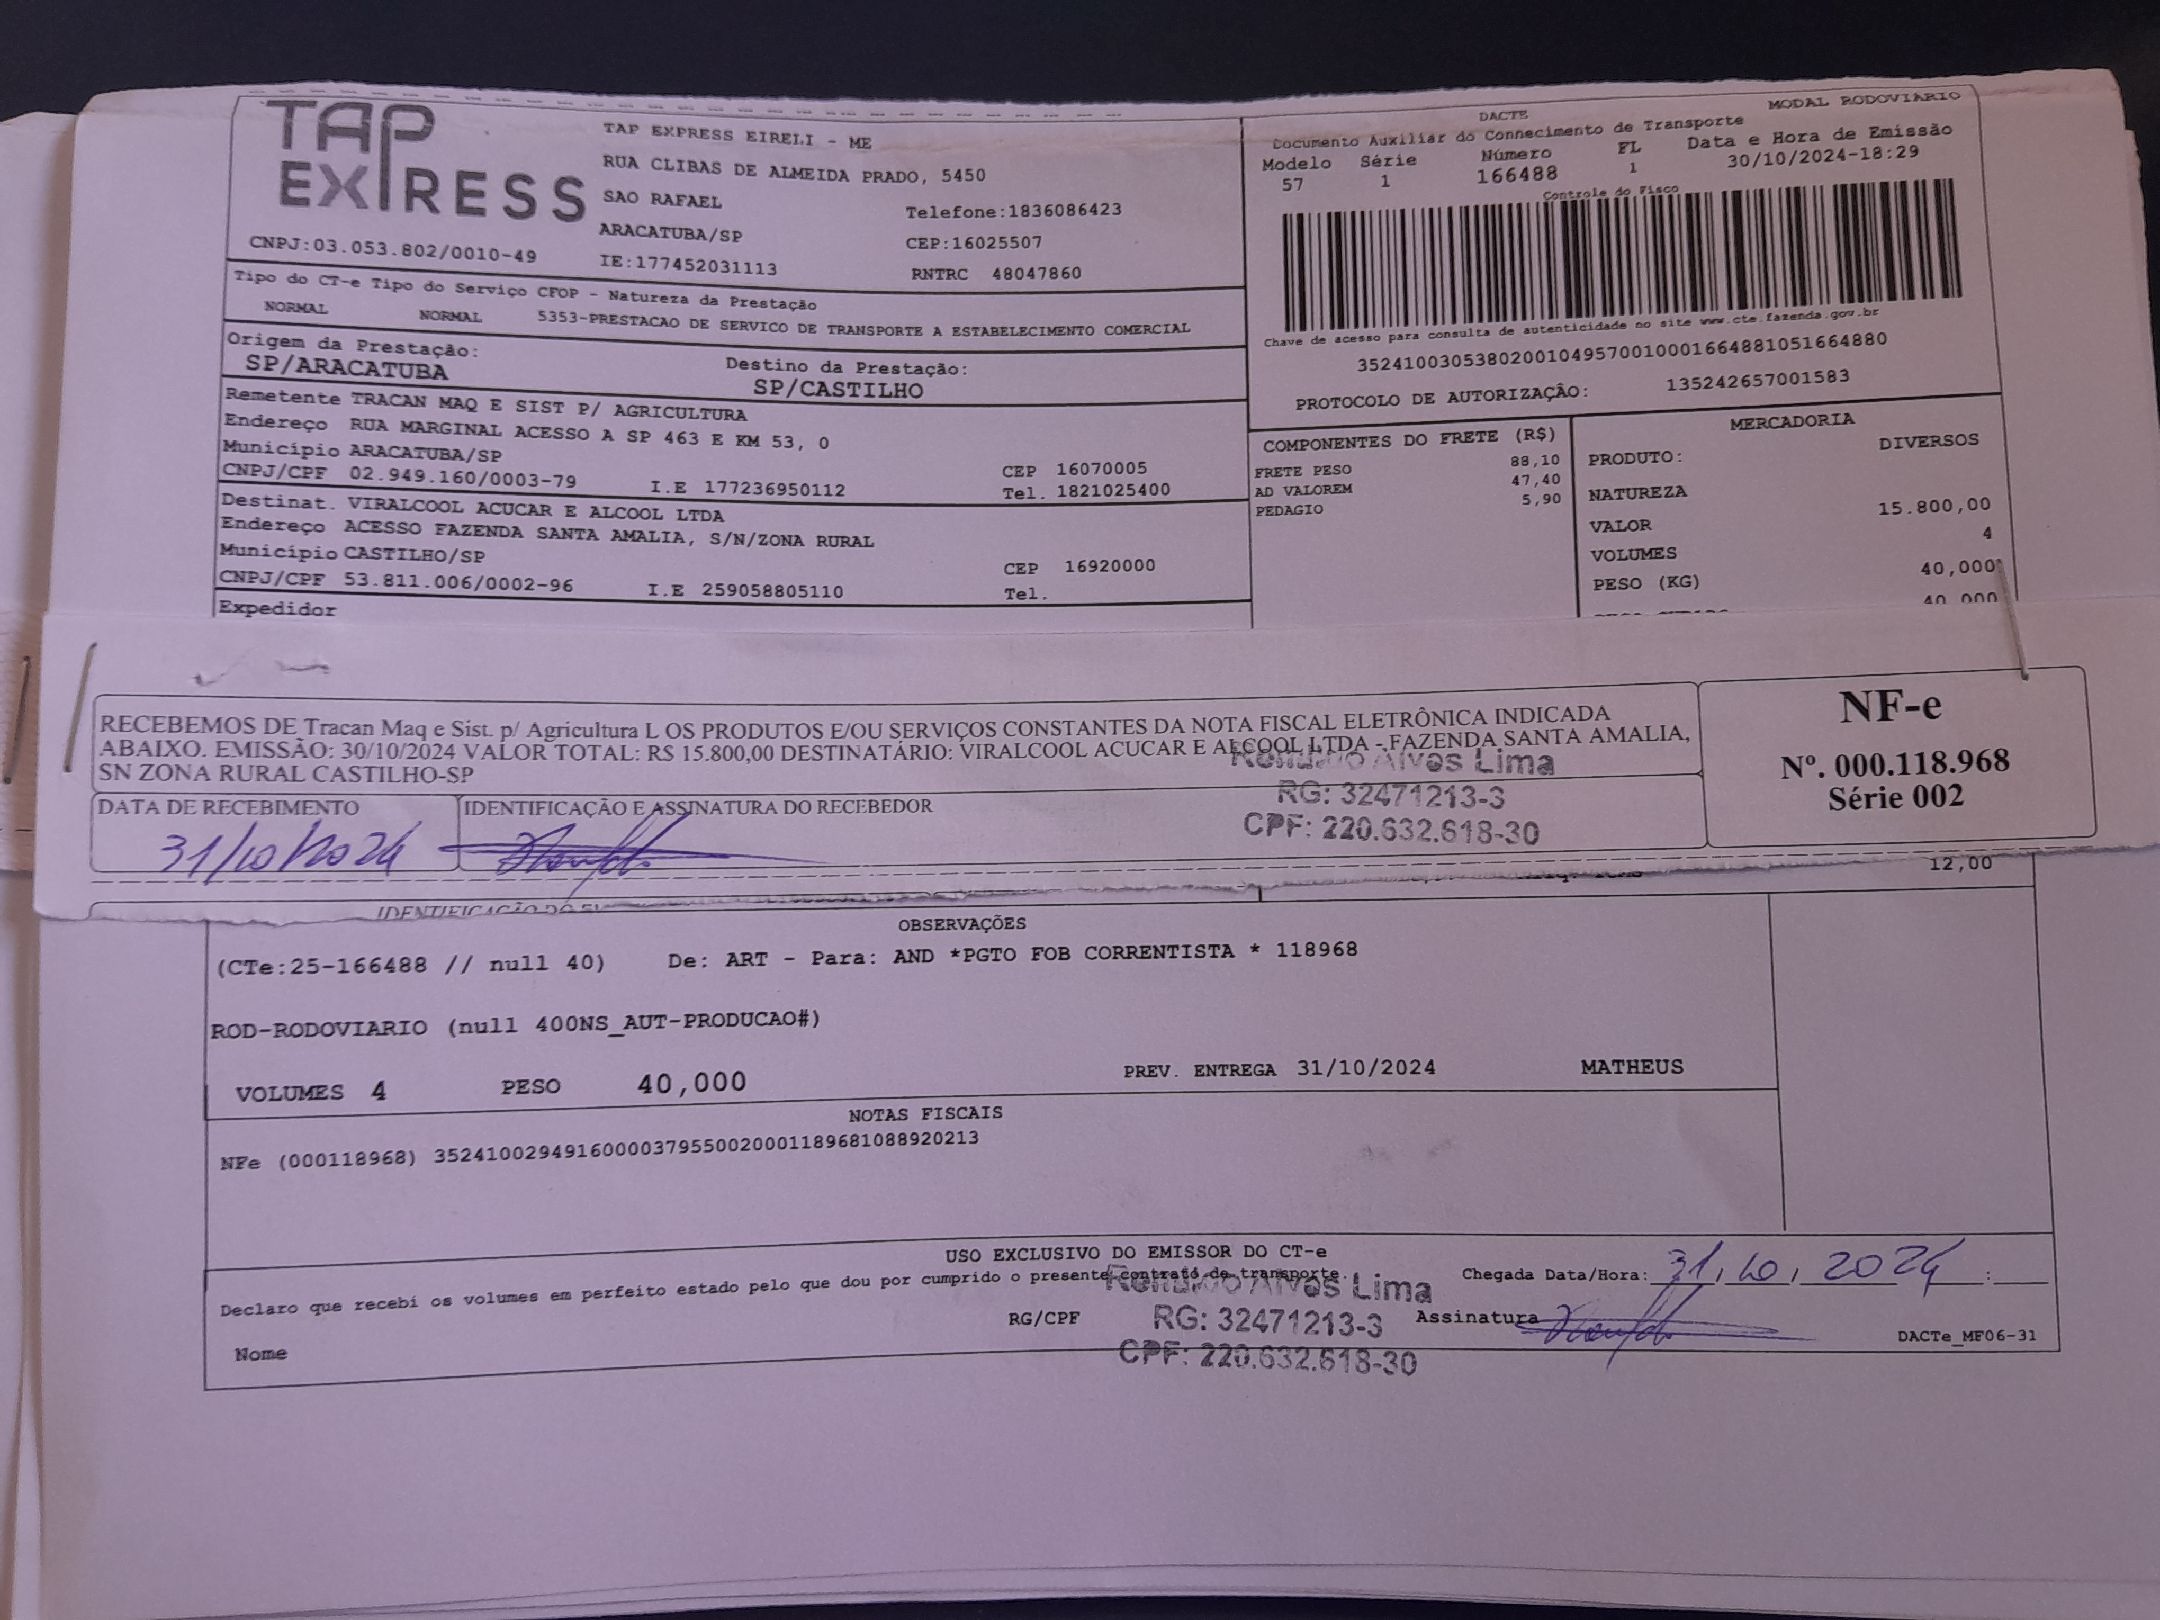 TAP
EXPRESS
TAP EXPRESS EIRELI - ME
RUA CLIBAS DE ALMEIDA PRADO, 5450
SAO RAFAEL
Telefone:1836086423
ARACATUBA/SP
CEP:16025507
CNPJ:03.053.802/0010-49
IE:177452031113
RNTRC 48047860
DACTE
MODAL RODOVIARIO
Documento Auxiliar do Connecimento de Transporte
Modelo Série Número FL Data e Hora de Emissão
57 1 166488 1 30/10/2024-18:29
Controle do Fisco
Chave de acesso para consulta de autenticidade no site www.cte.fazenda.gov.br
35241003053802001049570010001664881051664880
PROTOCOLO DE AUTORIZAÇÃO: 135242657001583
Tipo do CT-e Tipo do Serviço CFOP - Natureza da Prestação
NORMAL NORMAL 5353-PRESTACAO DE SERVICO DE TRANSPORTE A ESTABELECIMENTO COMERCIAL
Origem da Prestação: Destino da Prestação:
SP/ARACATUBA SP/CASTILHO
Remetente TRACAN MAQ E SIST P/ AGRICULTURA
Endereço RUA MARGINAL ACESSO A SP 463 E KM 53, 0
Município ARACATUBA/SP CEP 16070005
CNPJ/CPF 02.949.160/0003-79 I.E 177236950112 Tel. 1821025400
Destinat. VIRALCOOL ACUCAR E ALCOOL LTDA
Endereço ACESSO FAZENDA SANTA AMALIA, S/N/ZONA RURAL
Município CASTILHO/SP CEP 16920000
CNPJ/CPF 53.811.006/0002-96 I.E 259058805110 Tel.
Expedidor
COMPONENTES DO FRETE (R$)
FRETE PESO 88,10
AD VALOREM 47,40
PEDAGIO 5,90
MERCADORIA
PRODUTO: DIVERSOS
NATUREZA
VALOR 15.800,00
VOLUMES 4
PESO (KG) 40,000
40,000
RECEBEMOS DE Tracan Maq e Sist. p/ Agricultura L OS PRODUTOS E/OU SERVIÇOS CONSTANTES DA NOTA FISCAL ELETRÔNICA INDICADA
ABAIXO. EMISSÃO: 30/10/2024 VALOR TOTAL: R$ 15.800,00 DESTINATÁRIO: VIRALCOOL ACUCAR E ALCOOL LTDA - FAZENDA SANTA AMALIA,
SN ZONA RURAL CASTILHO-SP
DATA DE RECEBIMENTO
31/10/2024
IDENTIFICAÇÃO E ASSINATURA DO RECEBEDOR
Alves Lima
RG: 32471213-3
CPF: 220.632.618-30
NF-e
Nº. 000.118.968
Série 002
12,00
OBSERVAÇÕES
(CTe:25-166488 // null 40) De: ART - Para: AND *PGTO FOB CORRENTISTA * 118968
ROD-RODOVIARIO (null 400NS_AUT-PRODUCAO#)
VOLUMES 4 PESO 40,000 PREV. ENTREGA 31/10/2024 MATHEUS
NOTAS FISCAIS
NFe (000118968) 35241002949160000379550020001189681088920213
USO EXCLUSIVO DO EMISSOR DO CT-e
Declaro que recebi os volumes em perfeito estado pelo que dou por cumprido o presente contrato de transporte.
Chegada Data/Hora: 31, 10, 2024 :
Alves Lima
RG/CPF
RG: 32471213-3
Assinatura
CPF: 220.632.618-30
Nome
DACTe_MF06-31